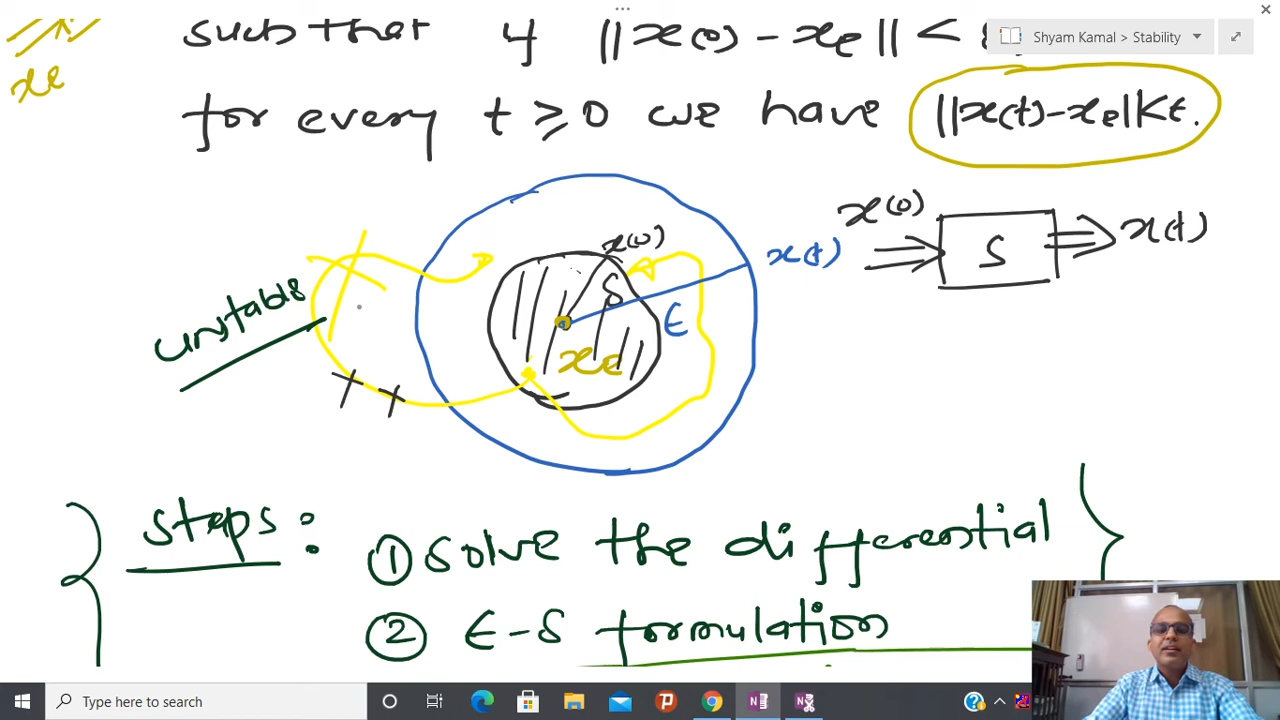 Shyam Kamal > Stability
such that if ||x(0) - xe || <
xe
for every t ≥ 0 we have ||x(t)-xe||<ϵ.
x(0)
x(0)
x(t)
x(t)
S
δ
unstable
ϵ
xe
steps: ① Solve the differential
② ϵ-δ formulation
Type here to search